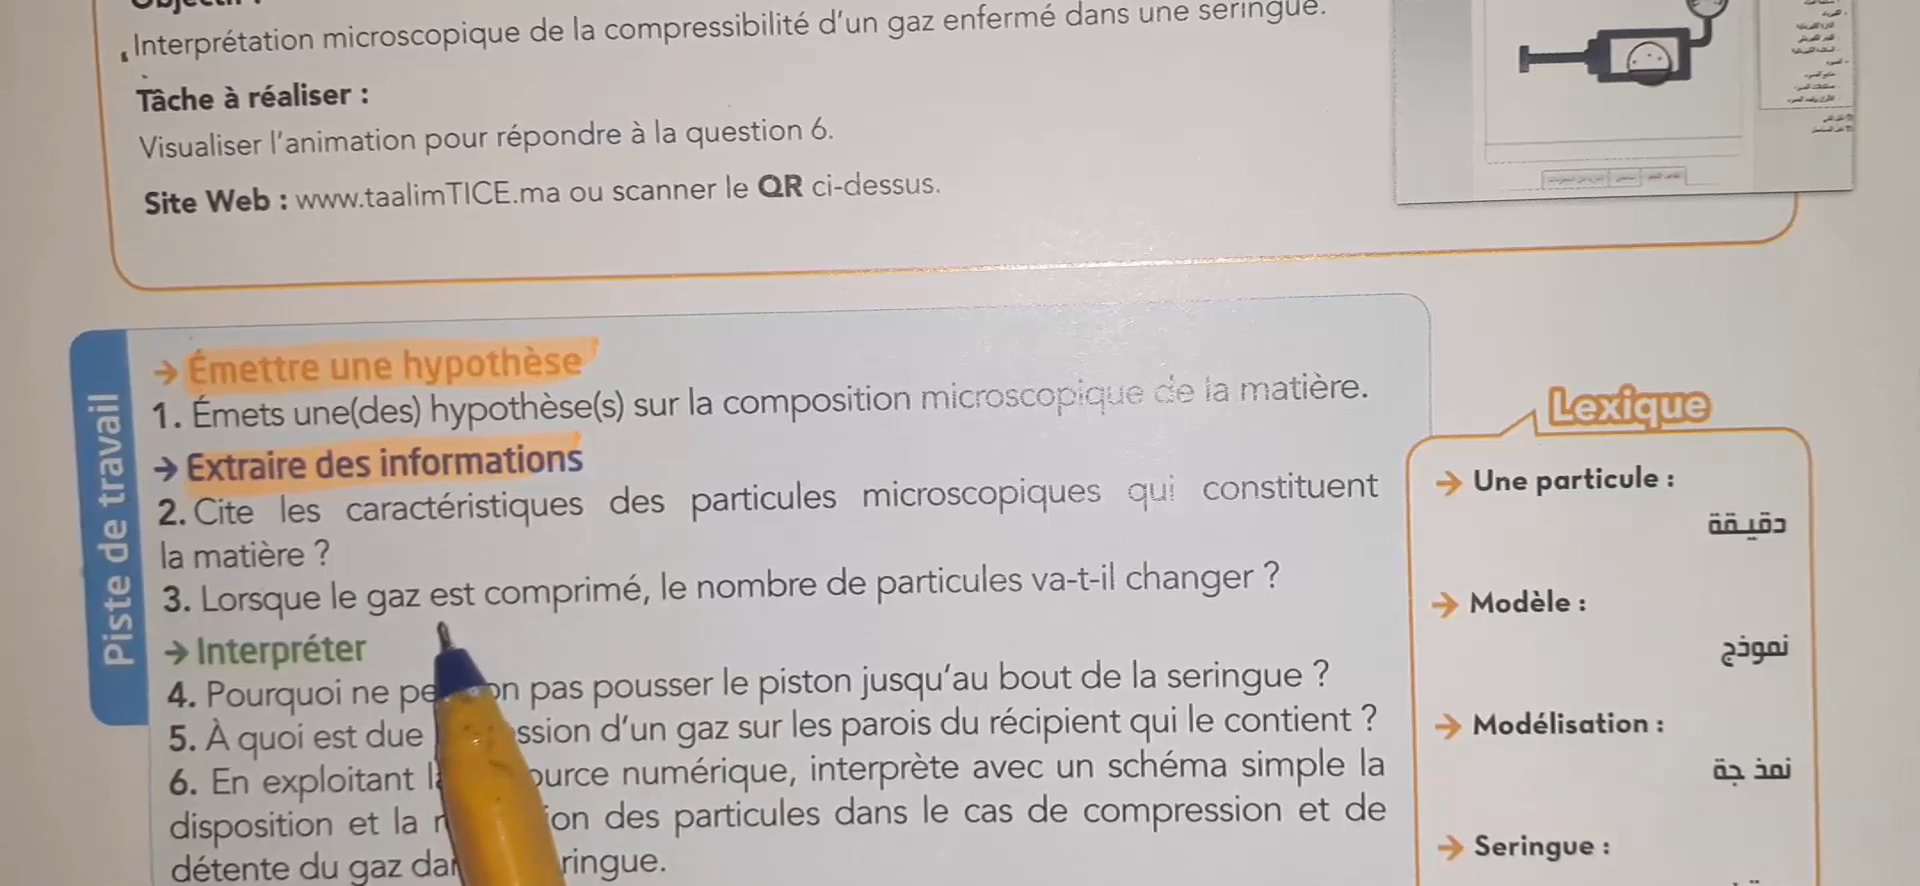 Interprétation microscopique de la compressibilité d'un gaz enfermé dans une seringue.
Tâche à réaliser :
Visualiser l'animation pour répondre à la question 6.
Site Web : www.taalimTICE.ma ou scanner le QR ci-dessus.
Piste de travail
→ Émettre une hypothèse
1. Émets une(des) hypothèse(s) sur la composition microscopique de la matière.
→ Extraire des informations
2. Cite les caractéristiques des particules microscopiques qui constituent
la matière ?
3. Lorsque le gaz est comprimé, le nombre de particules va-t-il changer ?
→ Interpréter
4. Pourquoi ne pe on pas pousser le piston jusqu'au bout de la seringue ?
5. À quoi est due ssion d'un gaz sur les parois du récipient qui le contient ?
6. En exploitant l ource numérique, interprète avec un schéma simple la
disposition et la ion des particules dans le cas de compression et de
détente du gaz da ringue.
Lexique
→ Une particule :
دقيقة
→ Modèle :
نموذج
→ Modélisation :
نمذجة
→ Seringue :